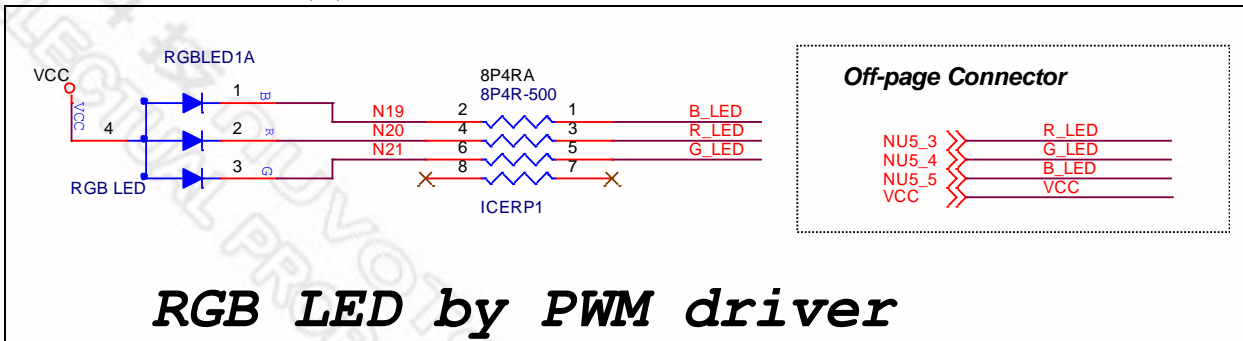 RGBLED1A
VCC
VCC
4
1
B
2
R
3
G
RGB LED
N19
N20
N21
8P4RA
8P4R-500
2
1
4
3
6
5
8
7
ICERP1
B_LED
R_LED
G_LED
Off-page Connector
NU5_3
R_LED
NU5_4
G_LED
NU5_5
B_LED
VCC
VCC
RGB LED by PWM driver